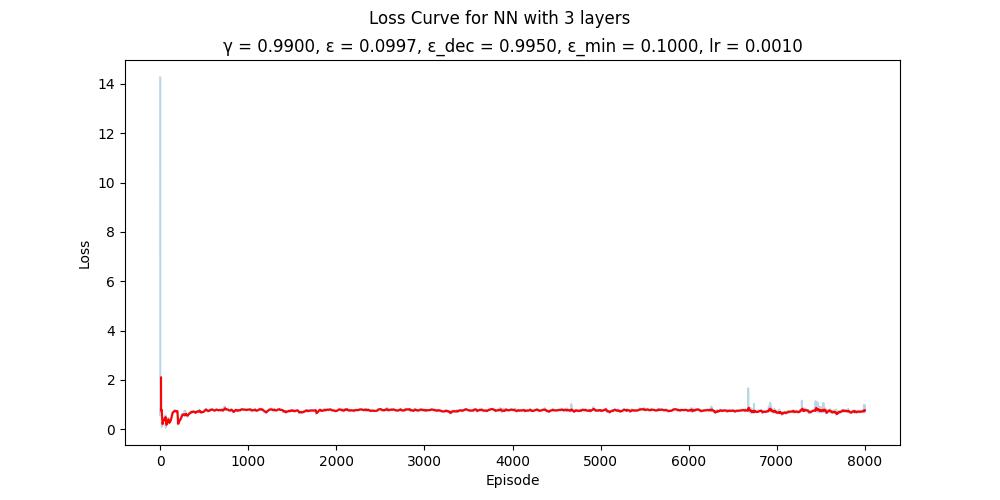 Loss Curve for NN with 3 layers
γ = 0.9900, ε = 0.0997, ε_dec = 0.9950, ε_min = 0.1000, lr = 0.0010
14
12
10
8
6
4
2
0
Loss
0 1000 2000 3000 4000 5000 6000 7000 8000
Episode